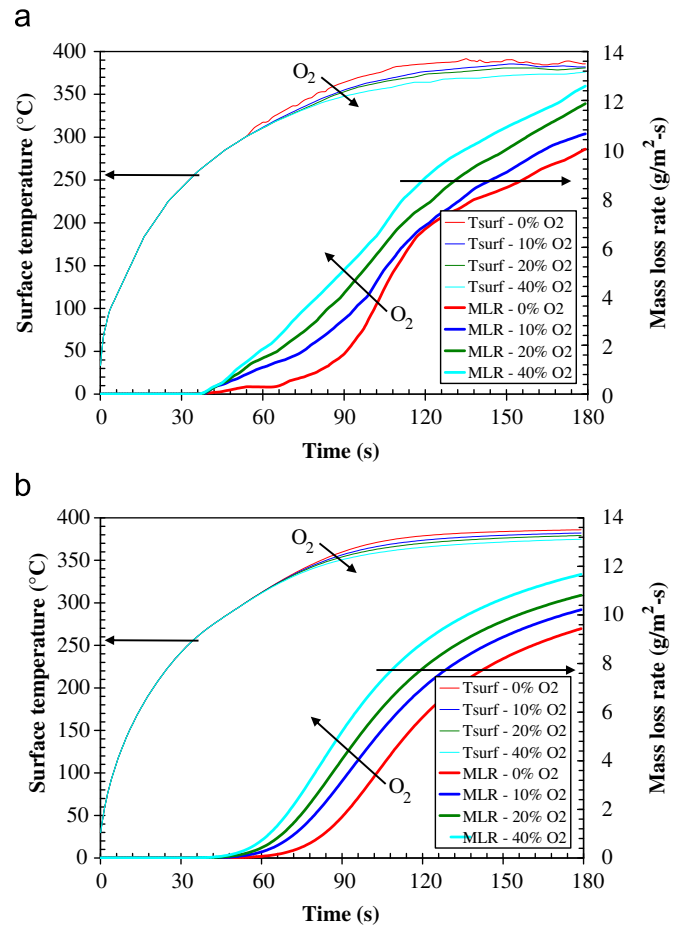 a
400
350
300
250
200
150
100
50
0
Surface temperature (°C)
14
12
10
8
6
4
2
0
Mass loss rate (g/m²-s)
O₂
O₂
Tsurf - 0% O2
Tsurf - 10% O2
Tsurf - 20% O2
Tsurf - 40% O2
MLR - 0% O2
MLR - 10% O2
MLR - 20% O2
MLR - 40% O2
0 30 60 90 120 150 180
Time (s)
b
400
350
300
250
200
150
100
50
0
Surface temperature (°C)
14
12
10
8
6
4
2
0
Mass loss rate (g/m²-s)
O₂
O₂
Tsurf - 0% O2
Tsurf - 10% O2
Tsurf - 20% O2
Tsurf - 40% O2
MLR - 0% O2
MLR - 10% O2
MLR - 20% O2
MLR - 40% O2
0 30 60 90 120 150 180
Time (s)